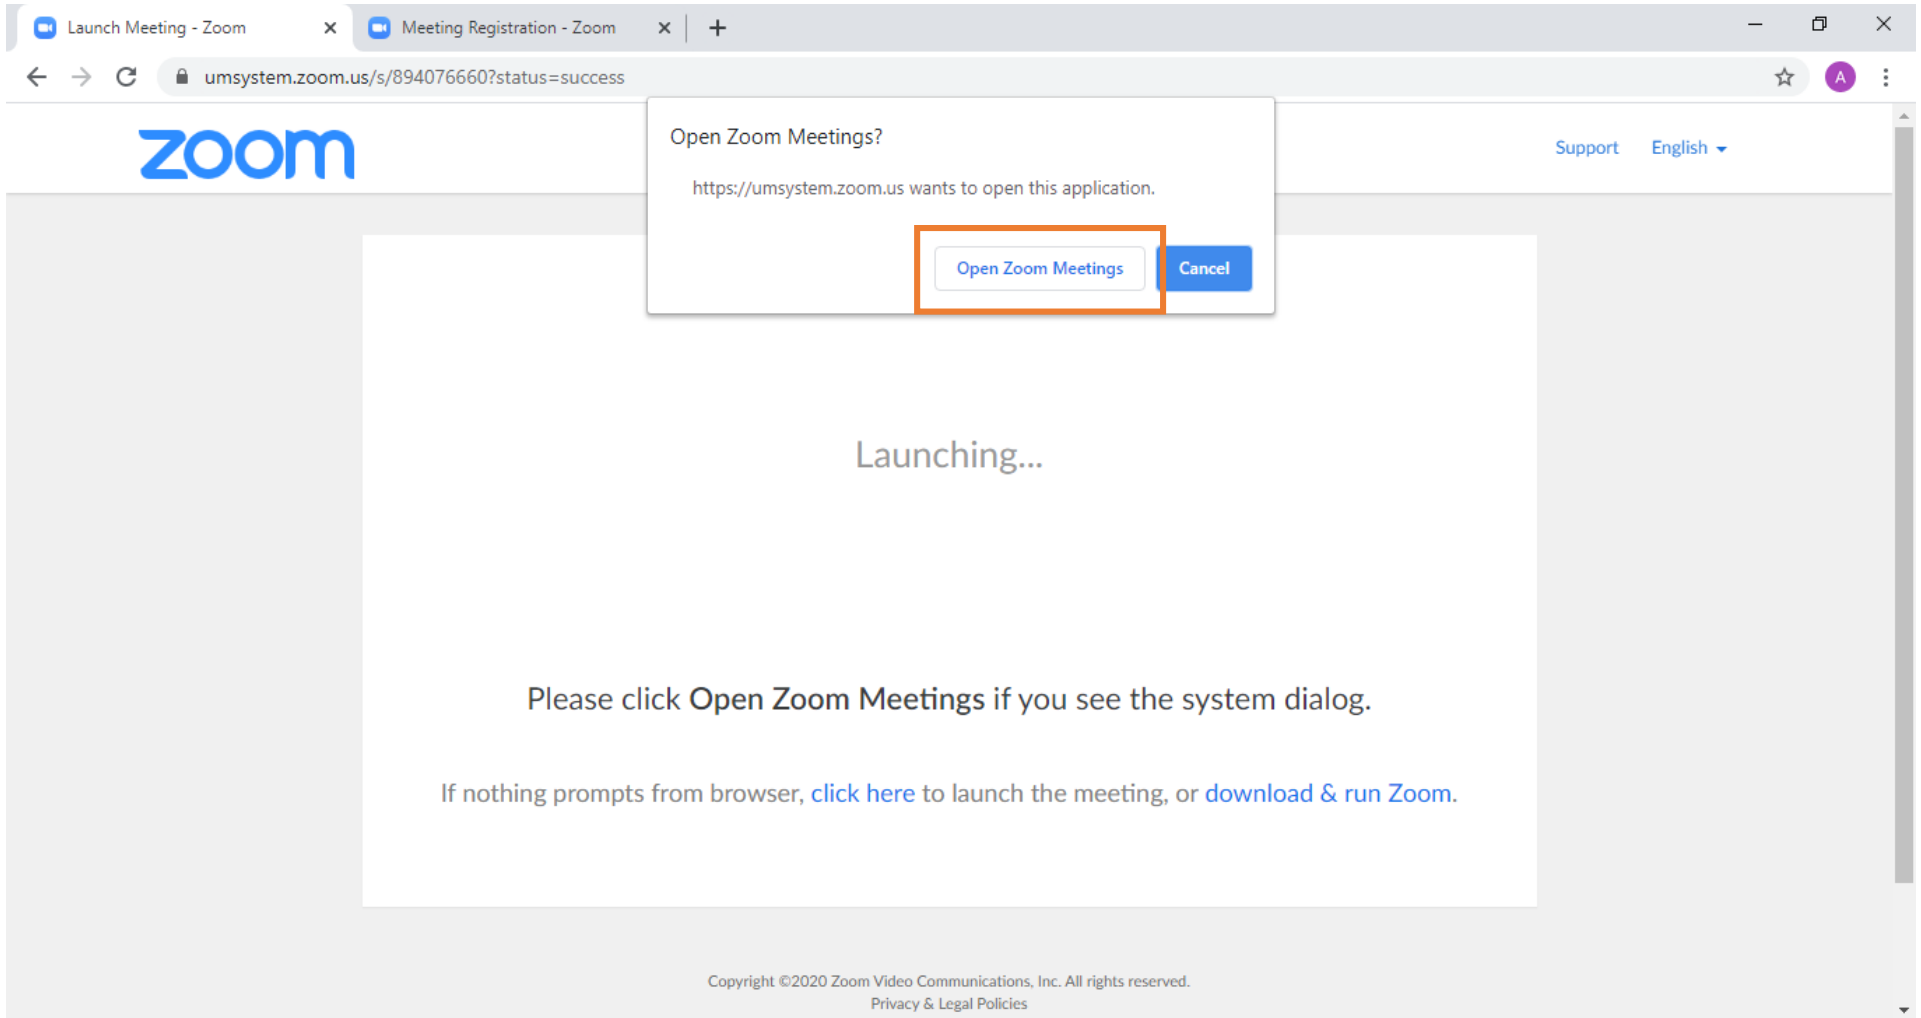 Launch Meeting - Zoom
Meeting Registration - Zoom
umsystem.zoom.us/s/894076660?status=success
A
zoom
Support
English
Open Zoom Meetings?
https://umsystem.zoom.us wants to open this application.
Open Zoom Meetings
Cancel
Launching...
Please click Open Zoom Meetings if you see the system dialog.
If nothing prompts from browser, click here to launch the meeting, or download & run Zoom.
Copyright ©2020 Zoom Video Communications, Inc. All rights reserved.
Privacy & Legal Policies